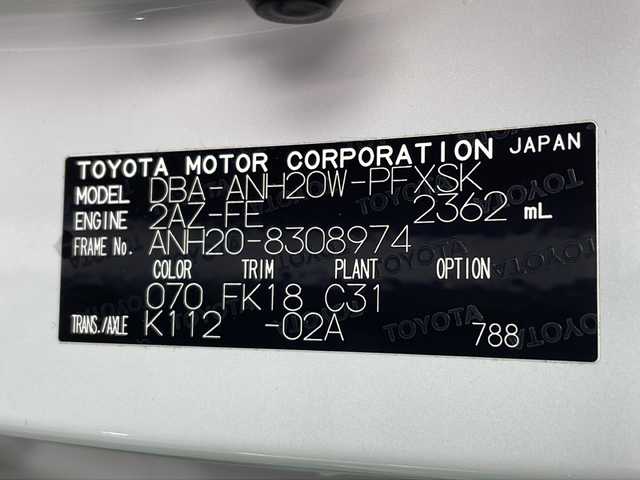 TOYOTA MOTOR CORPORATION JAPAN
MODEL DBA-ANH20W-PFXSK
ENGINE 2AZ-FE 2362 mL
FRAME No. ANH20-8308974
COLOR TRIM PLANT OPTION
070 FK18 C31
TRANS./AXLE K112 -02A 788